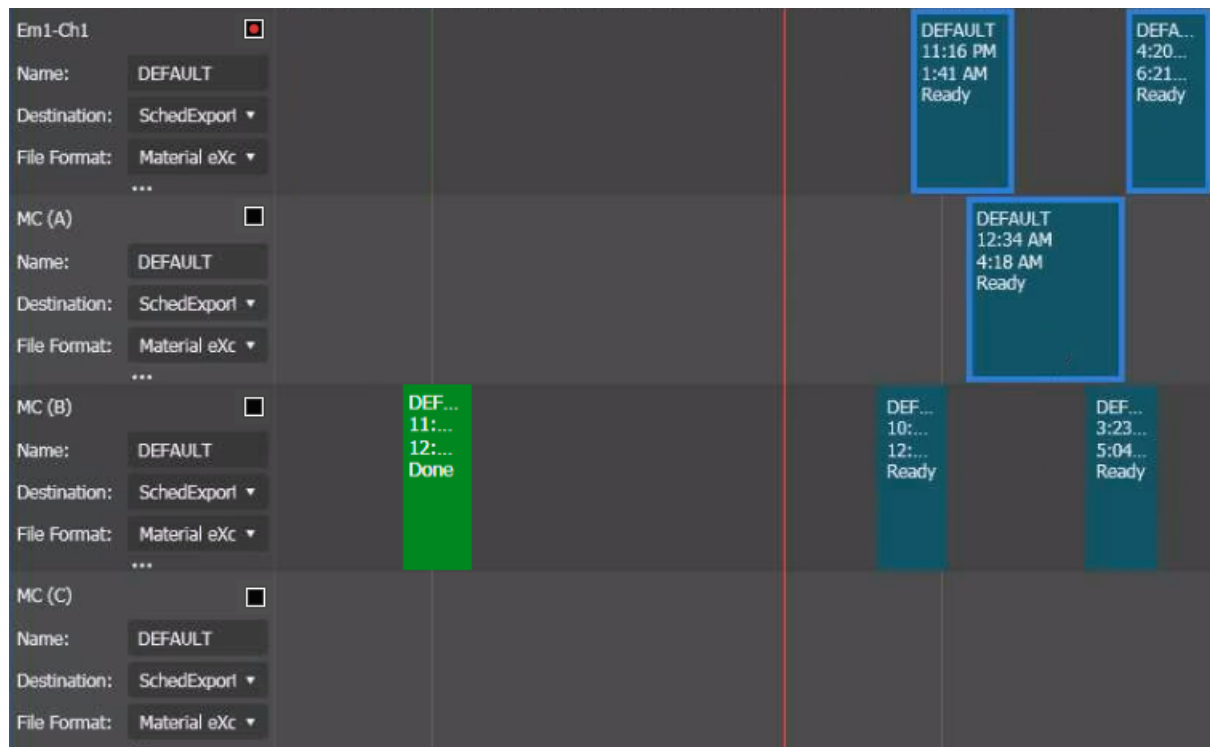 Em1-Ch1
Name: DEFAULT
Destination: SchedExport
File Format: Material eXc
...
DEFAULT
11:16 PM
1:41 AM
Ready
DEFA...
4:20...
6:21...
Ready
MC (A)
Name: DEFAULT
Destination: SchedExport
File Format: Material eXc
...
DEFAULT
12:34 AM
4:18 AM
Ready
MC (B)
Name: DEFAULT
Destination: SchedExport
File Format: Material eXc
...
DEF...
11:...
12:...
Done
DEF...
10:...
12:...
Ready
DEF...
3:23...
5:04...
Ready
MC (C)
Name: DEFAULT
Destination: SchedExport
File Format: Material eXc